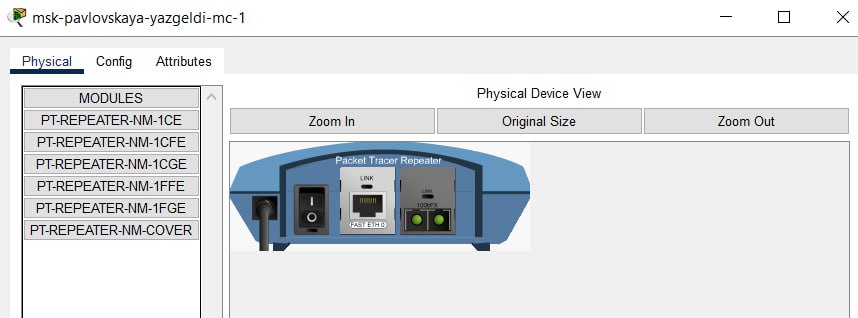 msk-pavlovskaya-yazgeldi-mc-1
Physical Config Attributes
MODULES
PT-REPEATER-NM-1CE
PT-REPEATER-NM-1CFE
PT-REPEATER-NM-1CGE
PT-REPEATER-NM-1FFE
PT-REPEATER-NM-1FGE
PT-REPEATER-NM-COVER
Physical Device View
Zoom In Original Size Zoom Out
Packet Tracer Repeater
LINK
LINK
100bFX
FAST ETH 0